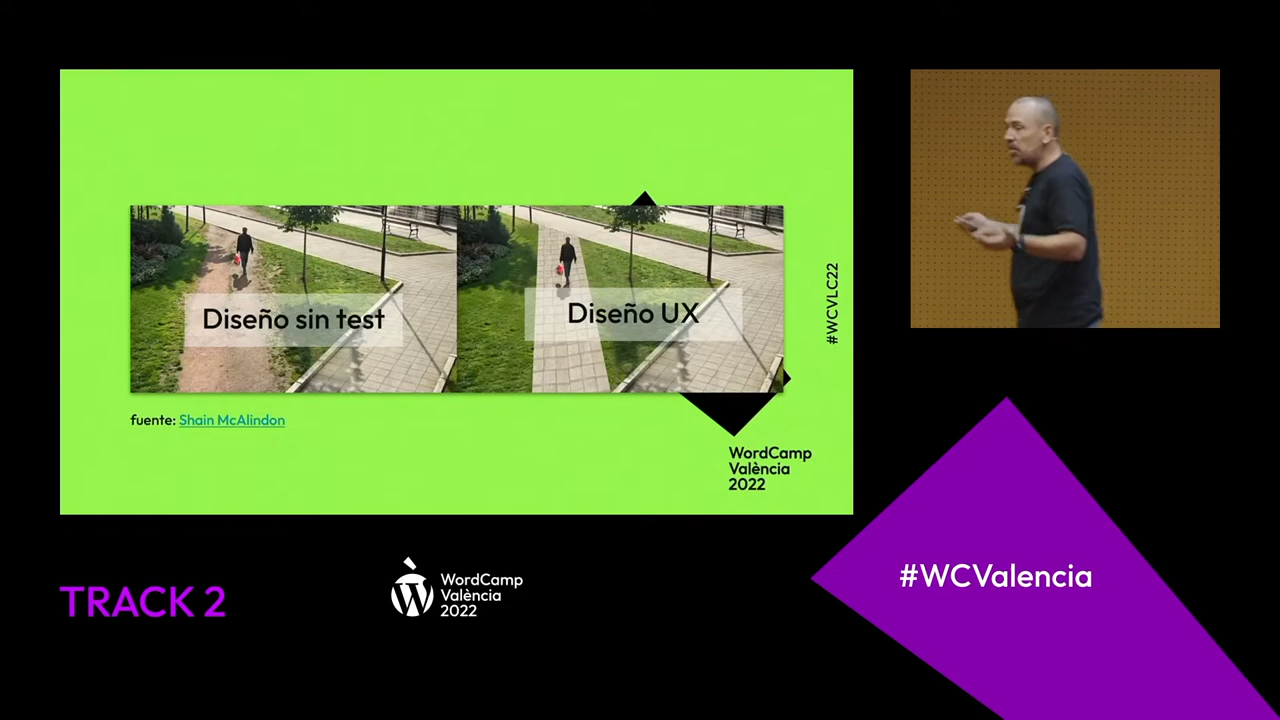 Diseño sin test
Diseño UX
fuente: Shain McAlindon
#WCVLC22
WordCamp
València
2022
TRACK 2
WordCamp
València
2022
#WCValencia